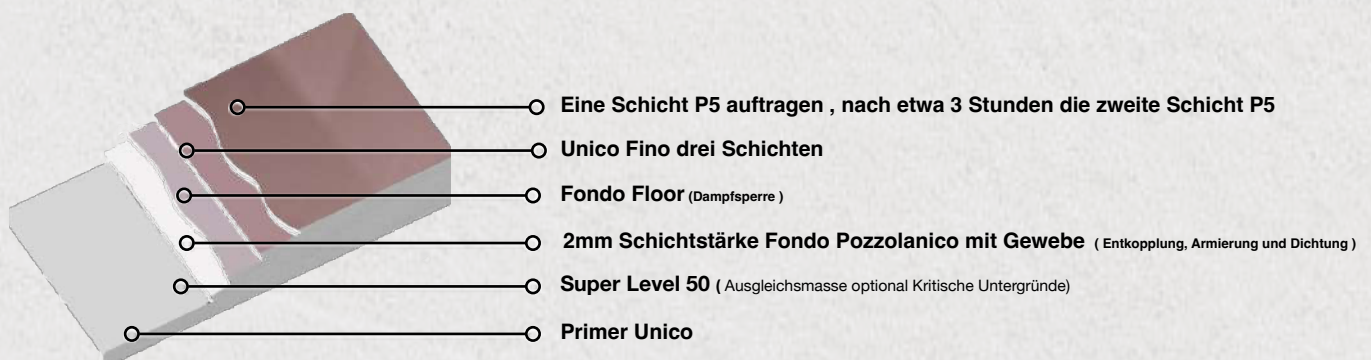 Eine Schicht P5 auftragen , nach etwa 3 Stunden die zweite Schicht P5
Unico Fino drei Schichten
Fondo Floor (Dampfsperre )
2mm Schichtstärke Fondo Pozzolanico mit Gewebe ( Entkopplung, Armierung und Dichtung )
Super Level 50 ( Ausgleichsmasse optional Kritische Untergründe)
Primer Unico